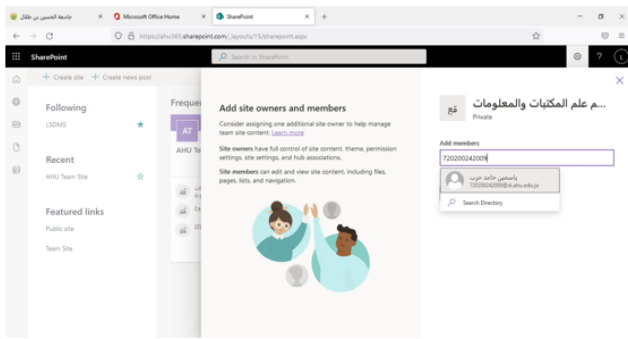 جامعة الحسين بن طلال
Microsoft Office Home
SharePoint
https://ahu365.sharepoint.com/_layouts/15/sharepoint.aspx
SharePoint
Search in SharePoint
+ Create site + Create news post
Following
LSDMS
Recent
AHU Team Site
Featured links
Public site
Team Site
Frequen
AT
AHU Te
Add site owners and members
Consider assigning one additional site owner to help manage
team site content. Learn more
Site owners have full control of site content, theme, permission
settings, site settings, and hub associations.
Site members can edit and view site content, including files,
pages, lists, and navigation.
قع
م علم المكتبات والمعلومات...
Private
Add members
720200242009
ياسمين حامد حرب
720200242009@st.ahu.edu.jo
Search Directory